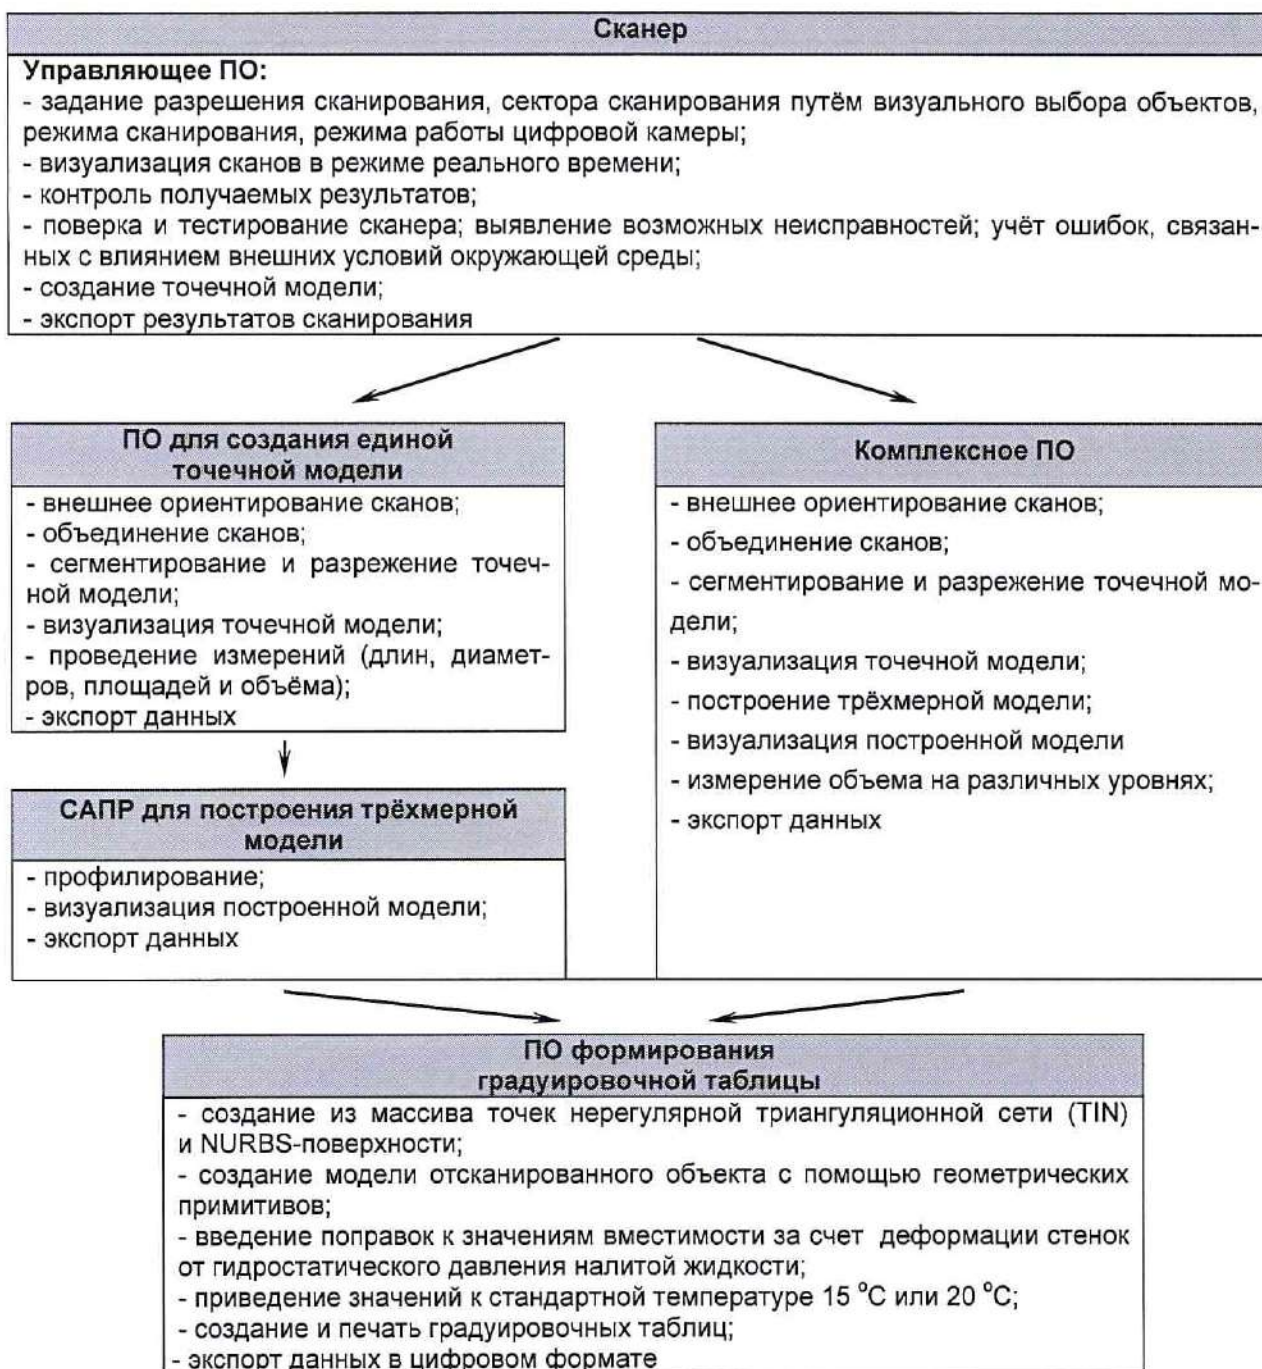 Сканер
Управляющее ПО:
- задание разрешения сканирования, сектора сканирования путём визуального выбора объектов,
режима сканирования, режима работы цифровой камеры;
- визуализация сканов в режиме реального времени;
- контроль получаемых результатов;
- поверка и тестирование сканера; выявление возможных неисправностей; учёт ошибок, связан-
ных с влиянием внешних условий окружающей среды;
- создание точечной модели;
- экспорт результатов сканирования
ПО для создания единой
точечной модели
- внешнее ориентирование сканов;
- объединение сканов;
- сегментирование и разрежение точеч-
ной модели;
- визуализация точечной модели;
- проведение измерений (длин, диамет-
ров, площадей и объёма);
- экспорт данных
САПР для построения трёхмерной
модели
- профилирование;
- визуализация построенной модели;
- экспорт данных
Комплексное ПО
- внешнее ориентирование сканов;
- объединение сканов;
- сегментирование и разрежение точечной мо-
дели;
- визуализация точечной модели;
- построение трёхмерной модели;
- визуализация построенной модели
- измерение объема на различных уровнях;
- экспорт данных
ПО формирования
градуировочной таблицы
- создание из массива точек нерегулярной триангуляционной сети (TIN)
и NURBS-поверхности;
- создание модели отсканированного объекта с помощью геометрических
примитивов;
- введение поправок к значениям вместимости за счет деформации стенок
от гидростатического давления налитой жидкости;
- приведение значений к стандартной температуре 15 °C или 20 °C;
- создание и печать градуировочных таблиц;
- экспорт данных в цифровом формате